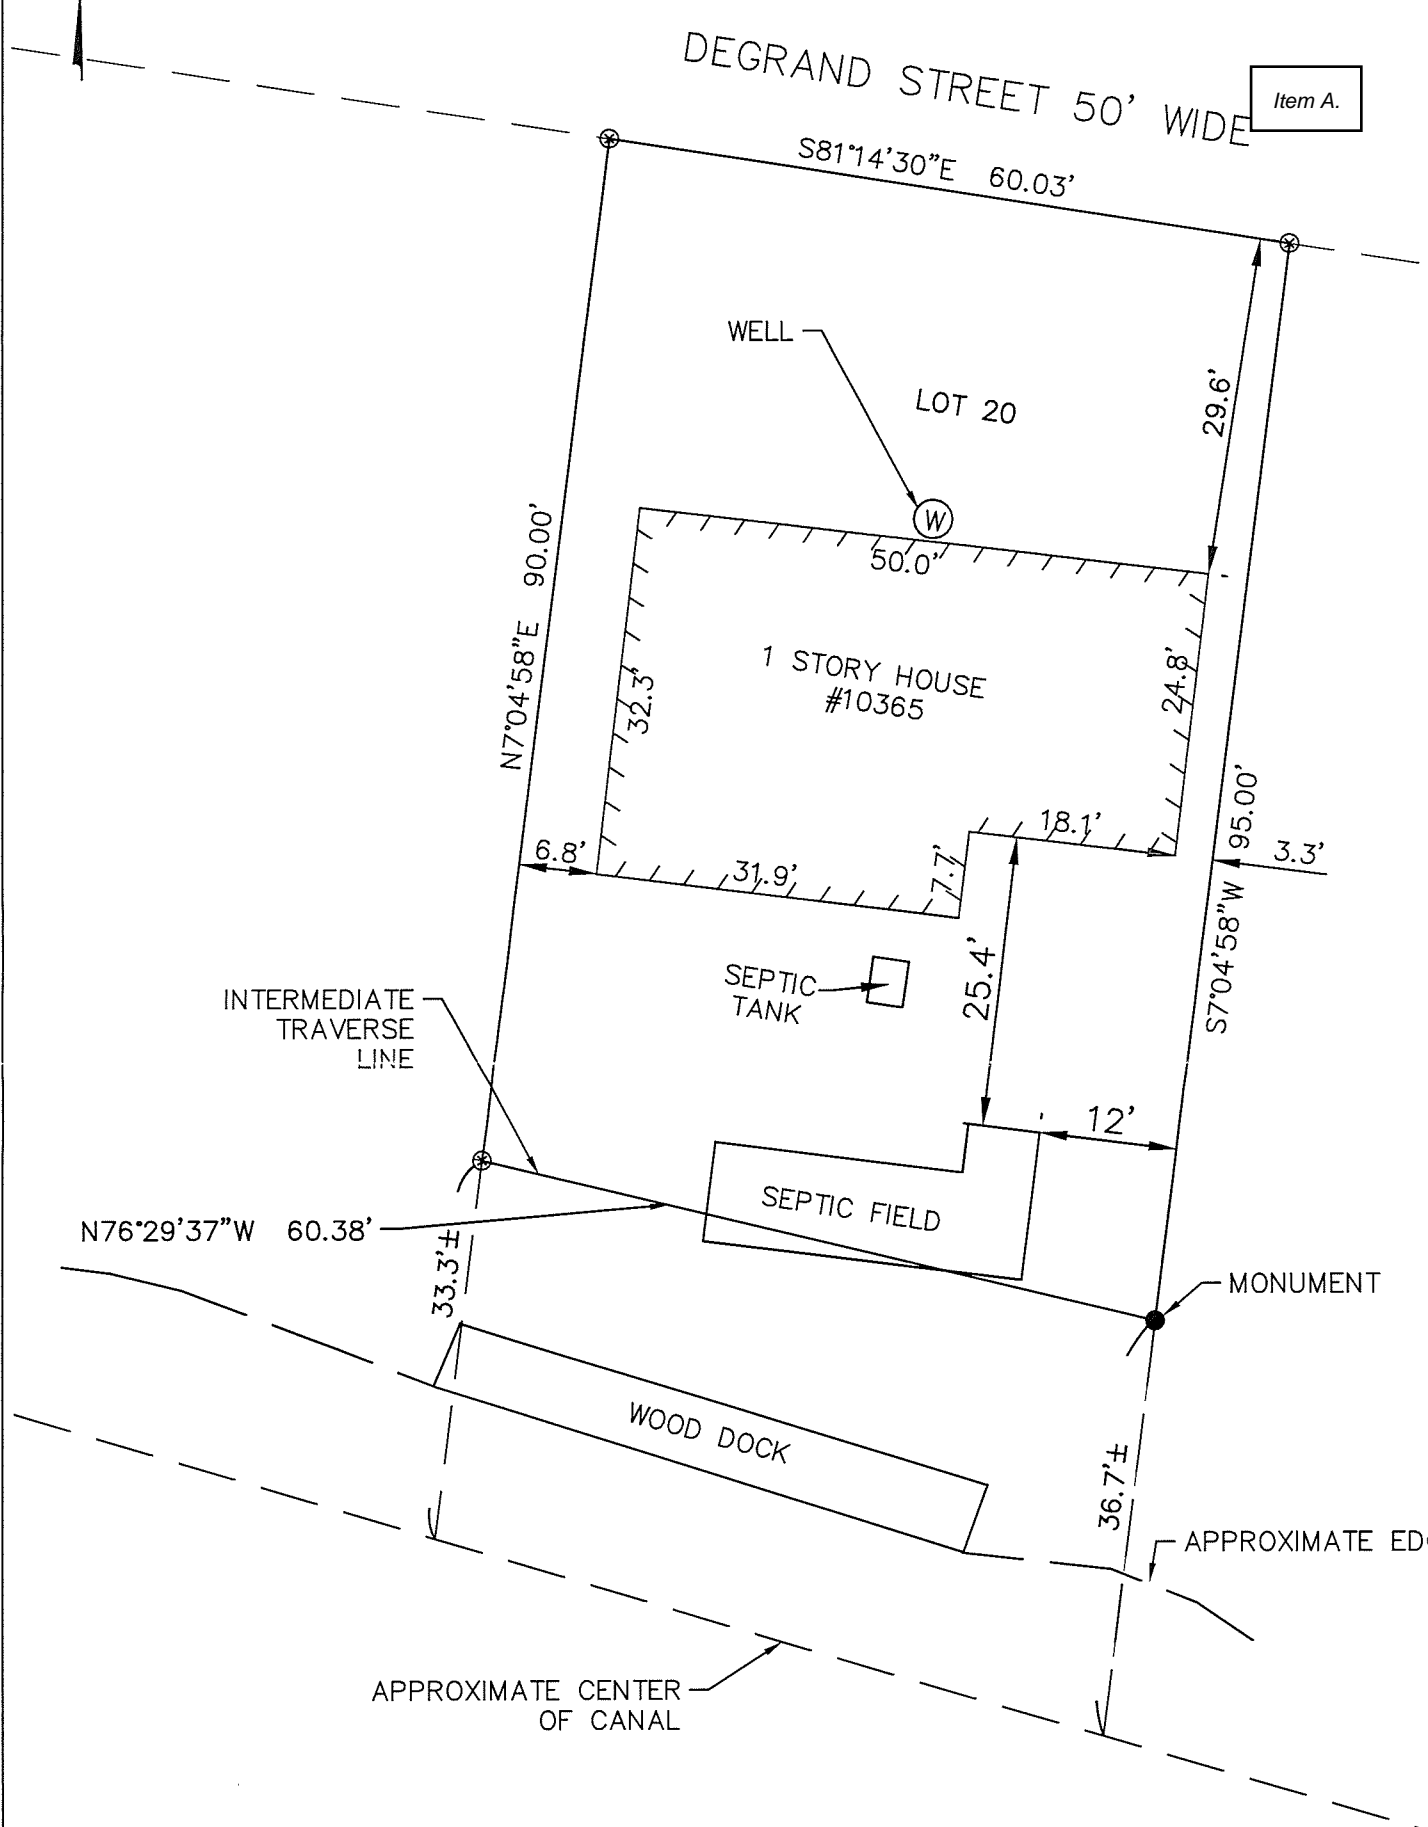 DEGRAND STREET 50' WIDE
Item A.
S81°14'30"E 60.03'
WELL
LOT 20
29.6'
W
50.0'
N7°04'58"E 90.00'
1 STORY HOUSE
#10365
32.3'
24.8'
18.1'
S7°04'58"W 95.00'
3.3'
6.8'
31.9'
7.7'
25.4'
SEPTIC
TANK
INTERMEDIATE
TRAVERSE
LINE
12'
SEPTIC FIELD
N76°29'37"W 60.38'
33.3'±
MONUMENT
WOOD DOCK
36.7'±
APPROXIMATE
APPROXIMATE CENTER
OF CANAL